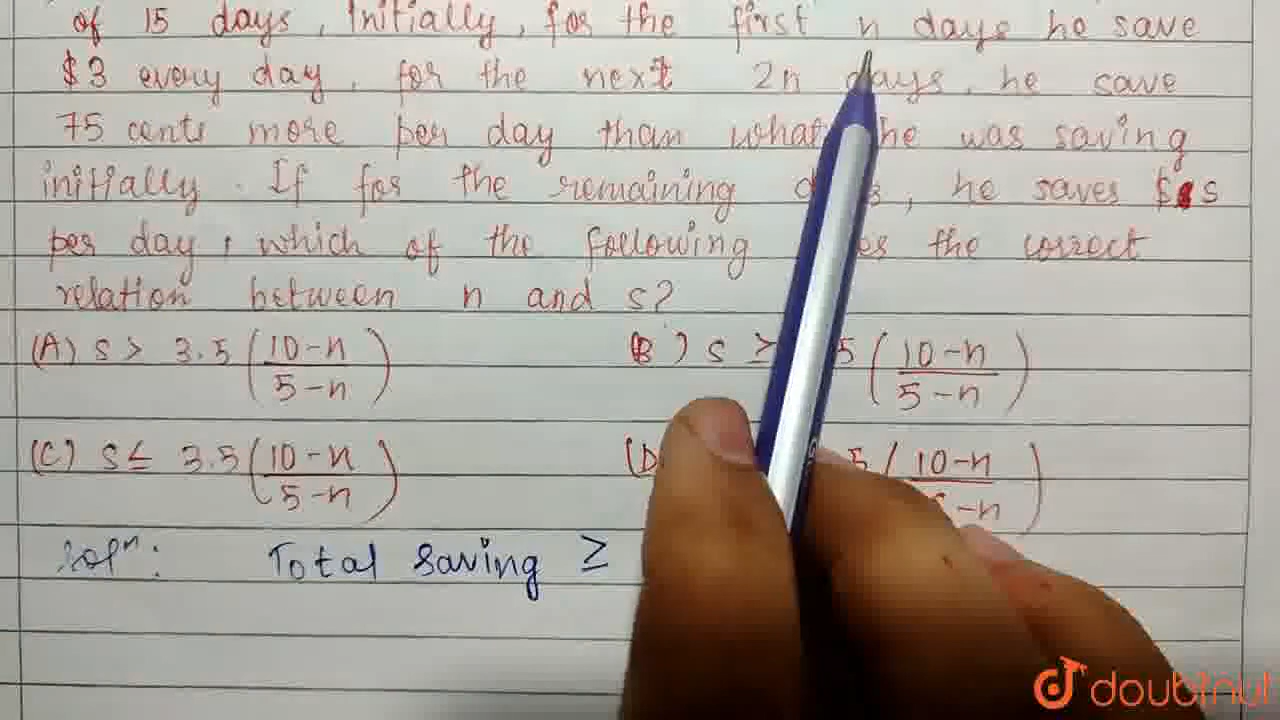 of 15 days, Initially, for the first n days he save
$3 every day, for the next 2n days, he save
75 cents more per day than what he was saving
initially. If for the remaining, he saves $ s
per day, which of the following the correct
relation between n and s?
(A) s > 3.5 (10-n / 5-n)
(B) s ≥ 5 (10-n / 5-n)
(C) s ≤ 3.5 (10-n / 5-n)
(D 5 (10-n / -n)
Solⁿ: Total saving ≥
doubtnut